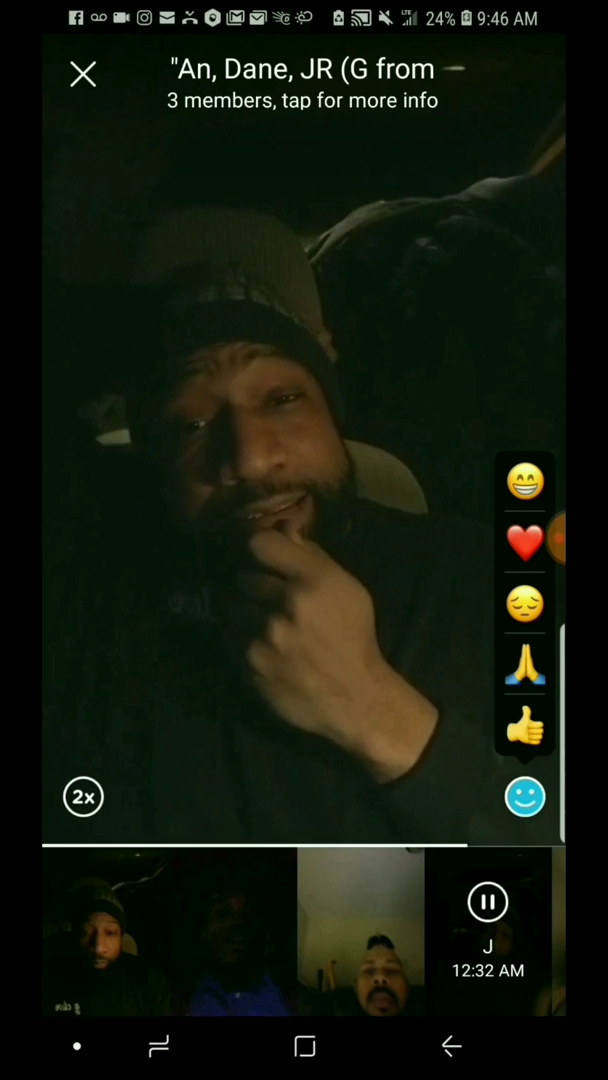 24% 9:46 AM
"An, Dane, JR (G from
3 members, tap for more info
2x
J
12:32 AM